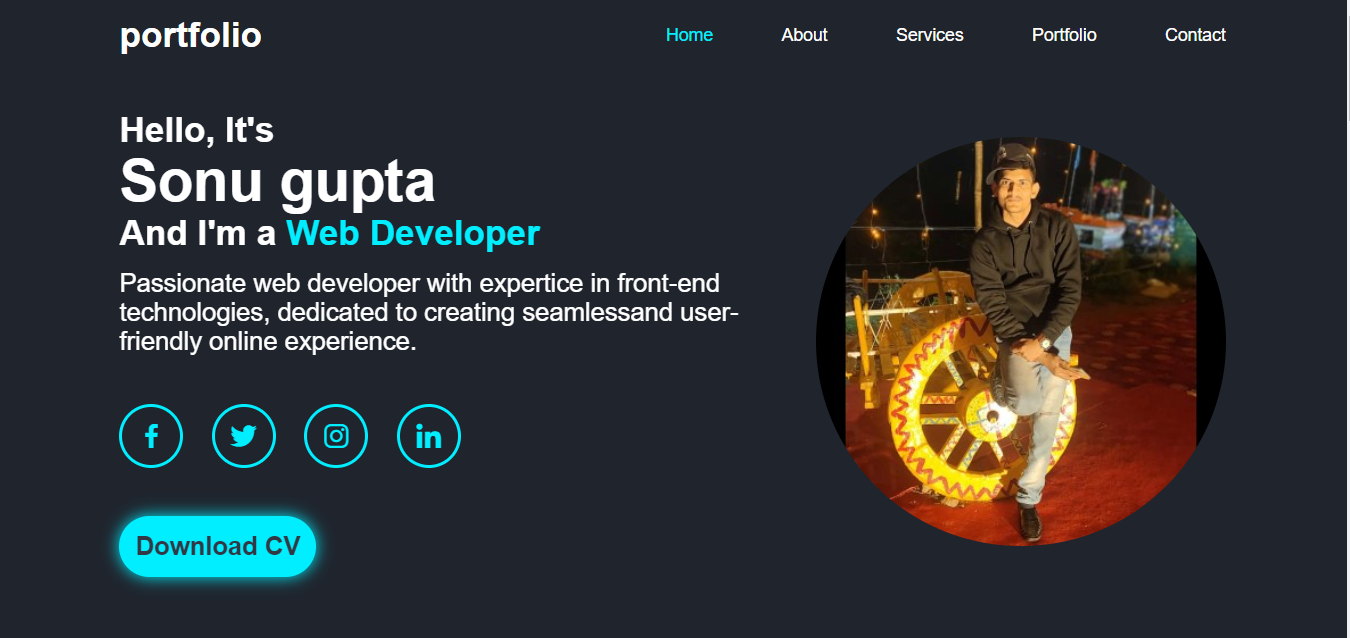 portfolio
Home About Services Portfolio Contact
Hello, It's
Sonu gupta
And I'm a Web Developer
Passionate web developer with expertice in front-end
technologies, dedicated to creating seamlessand user-
friendly online experience.
Download CV